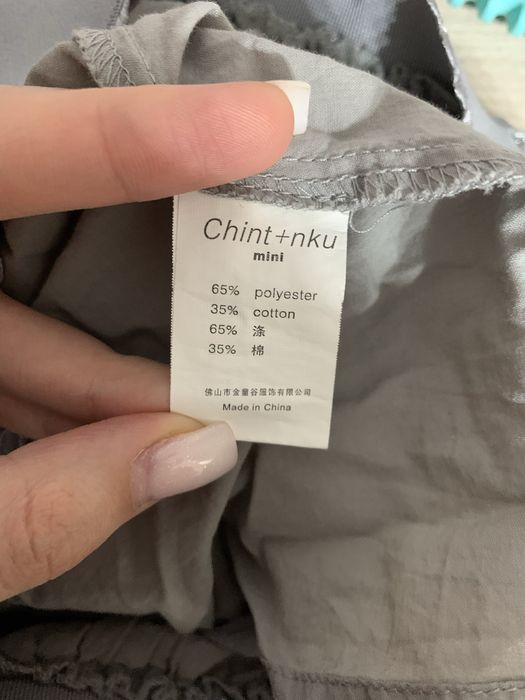 Chint+nku
mini
65% polyester
35% cotton
65% 涤
35% 棉
佛山市金童谷服饰有限公司
Made in China